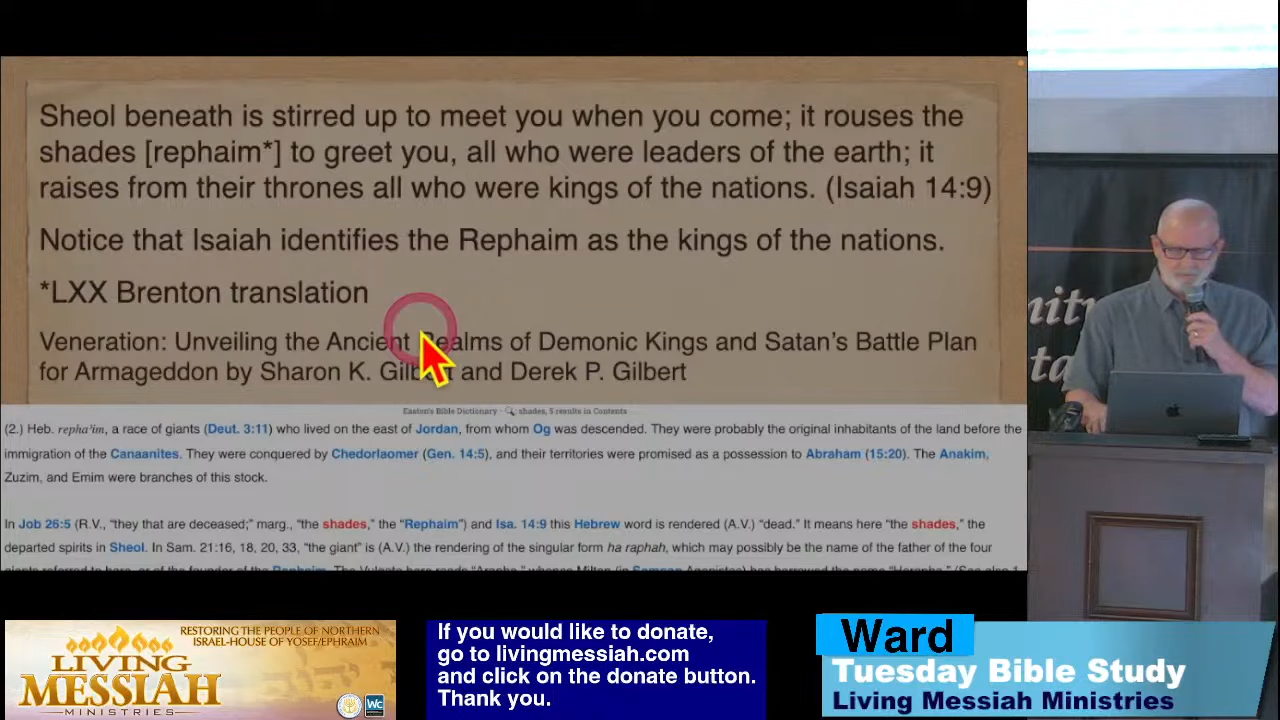 Sheol beneath is stirred up to meet you when you come; it rouses the
shades [rephaim*] to greet you, all who were leaders of the earth; it
raises from their thrones all who were kings of the nations. (Isaiah 14:9)
Notice that Isaiah identifies the Rephaim as the kings of the nations.
*LXX Brenton translation
Veneration: Unveiling the Ancient Realms of Demonic Kings and Satan's Battle Plan
for Armageddon by Sharon K. Gilbert and Derek P. Gilbert
Easton's Bible Dictionary - shades, 5 results in Contents
(2.) Heb. repha'im, a race of giants (Deut. 3:11) who lived on the east of Jordan, from whom Og was descended. They were probably the original inhabitants of the land before the
immigration of the Canaanites. They were conquered by Chedorlaomer (Gen. 14:5), and their territories were promised as a possession to Abraham (15:20). The Anakim,
Zuzim, and Emim were branches of this stock.
In Job 26:5 (R.V., "they that are deceased;" marg., "the shades," the "Rephaim") and Isa. 14:9 this Hebrew word is rendered (A.V.) "dead." It means here "the shades," the
departed spirits in Sheol. In Sam. 21:16, 18, 20, 33, "the giant" is (A.V.) the rendering of the singular form ha raphah, which may possibly be the name of the father of the four
RESTORING THE PEOPLE OF NORTHERN
ISRAEL-HOUSE OF YOSEF/EPHRAIM
LIVING
MESSIAH
MINISTRIES
Wc
If you would like to donate,
go to livingmessiah.com
and click on the donate button.
Thank you.
Ward
Tuesday Bible Study
Living Messiah Ministries